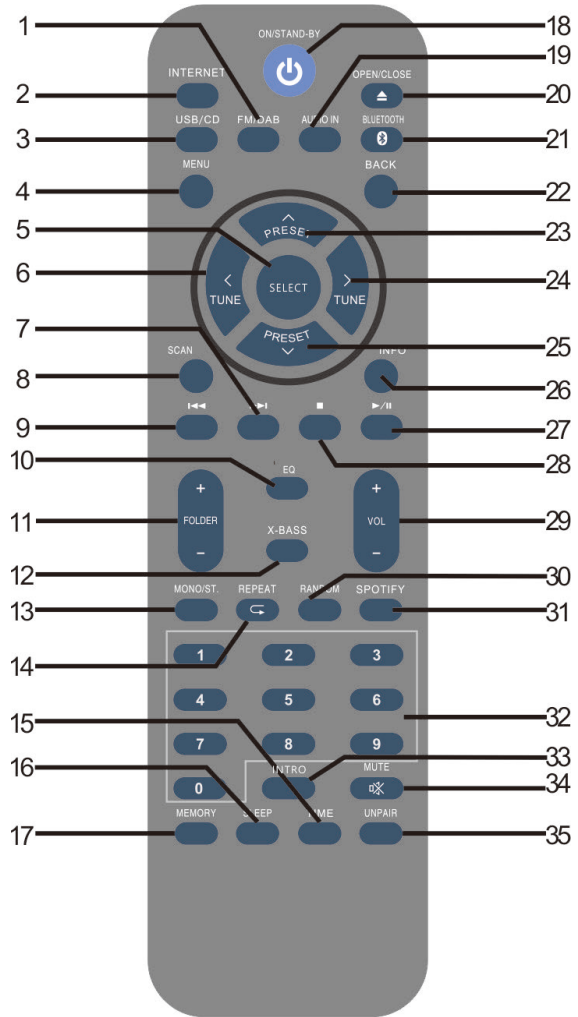 1
ON/STAND-BY
18
19
INTERNET
OPEN/CLOSE
2
20
USB/CD
FM/DAB
AUDIO IN
BLUETOOTH
3
21
MENU
BACK
4
22
5
PRESET
23
6
TUNE
SELECT
TUNE
24
7
PRESET
25
SCAN
INFO
8
26
9
27
10
EQ
28
+
FOLDER
-
11
+
VOL
-
29
X-BASS
12
30
MONO/ST.
REPEAT
RANDOM
SPOTIFY
13
31
14
1 2 3
4 5 6
32
15
7 8 9
33
16
INTRO
MUTE
0
34
MEMORY
SLEEP
TIME
UNPAIR
17
35